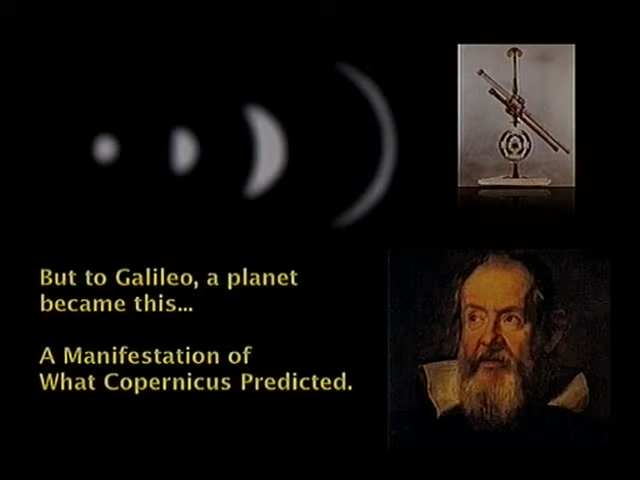 But to Galileo, a planet
became this...
A Manifestation of
What Copernicus Predicted.